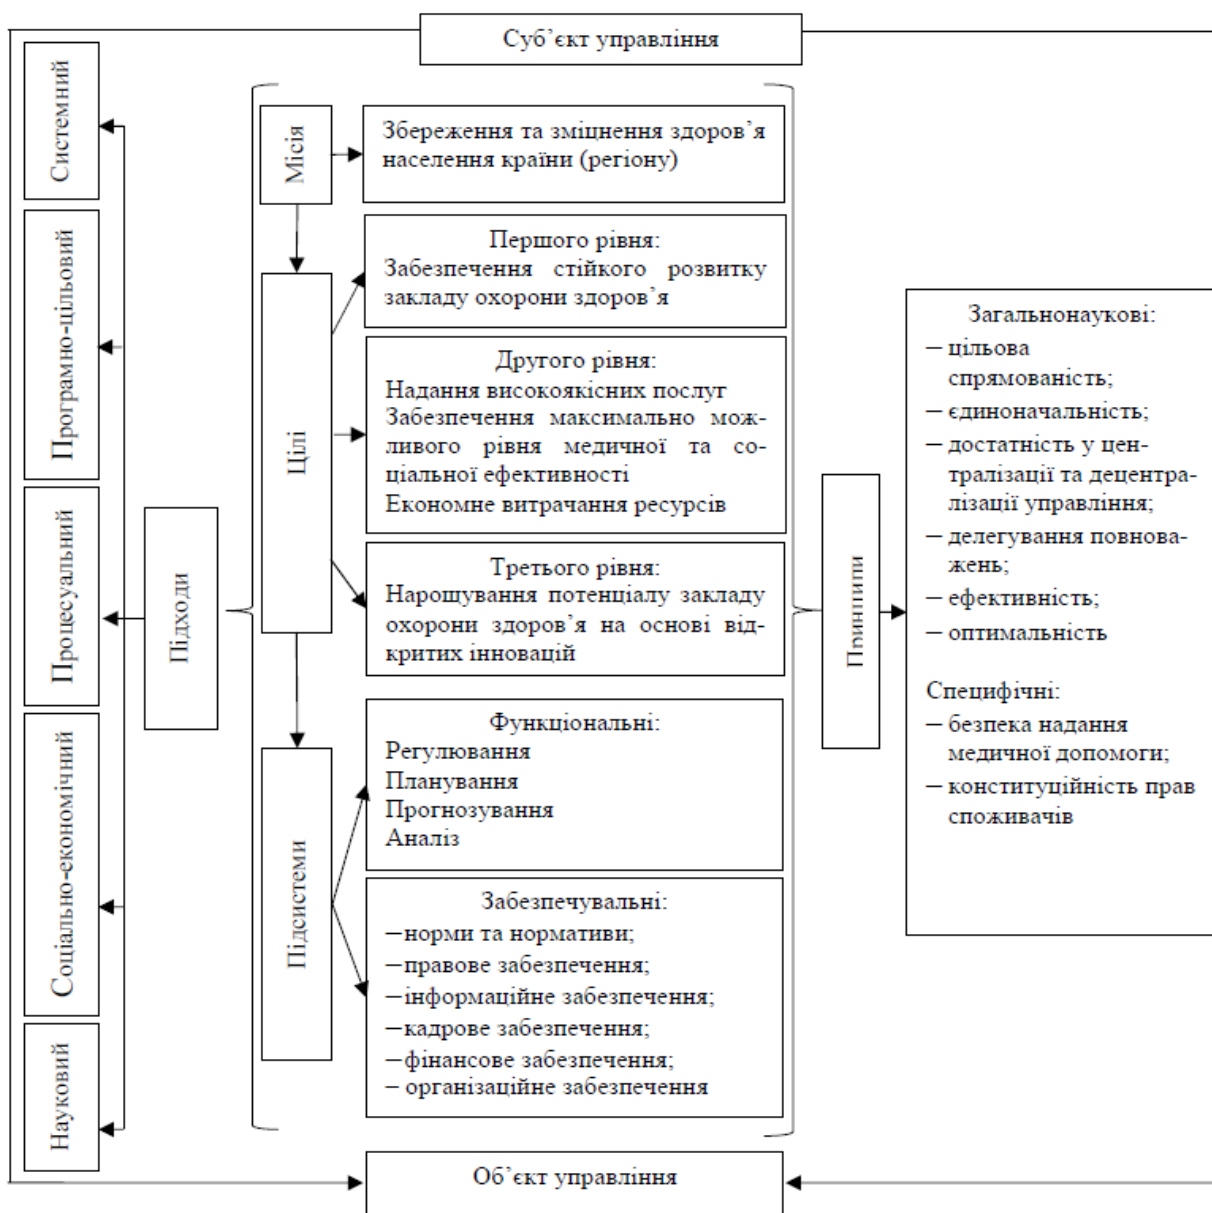 Суб’єкт управління
Системний
Програмно-цільовий
Процесуальний
Соціально-економічний
Науковий
Підходи
Місія
Збереження та зміцнення здоров’я
населення країни (регіону)
Цілі
Першого рівня:
Забезпечення стійкого розвитку
закладу охорони здоров’я
Другого рівня:
Надання високоякісних послуг
Забезпечення максимально мож-
ливого рівня медичної та со-
ціальної ефективності
Економне витрачання ресурсів
Третього рівня:
Нарощування потенціалу закладу
охорони здоров’я на основі від-
критих інновацій
Підсистеми
Функціональні:
Регулювання
Планування
Прогнозування
Аналіз
Забезпечувальні:
–норми та нормативи;
–правове забезпечення;
–інформаційне забезпечення;
–кадрове забезпечення;
–фінансове забезпечення;
– організаційне забезпечення
Принципи
Загальнонаукові:
– цільова
спрямованість;
– єдиноначальність;
– достатність у цен-
тралізації та децентра-
лізації управління;
– делегування повнова-
жень;
– ефективність;
– оптимальність
Специфічні:
– безпека надання
медичної допомоги;
– конституційність прав
споживачів
Об’єкт управління